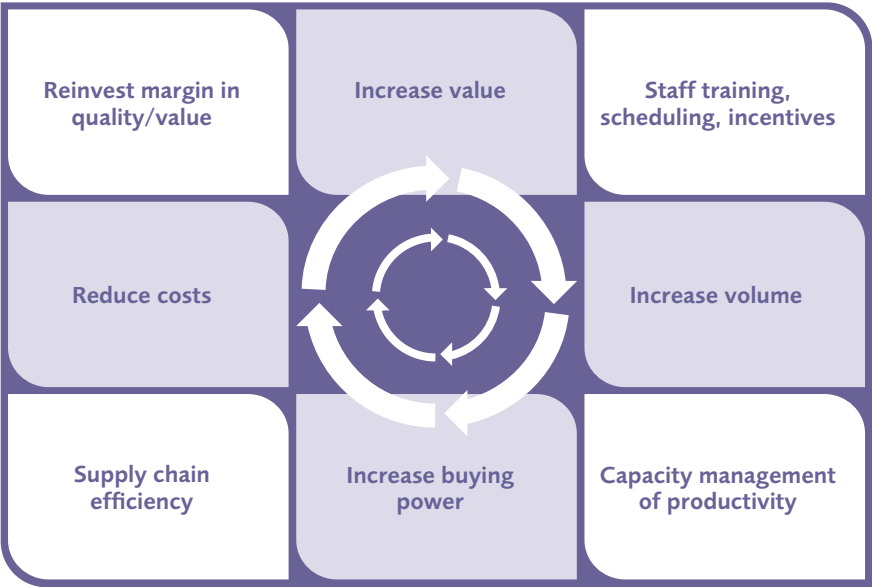 Reinvest margin in
quality/value
Increase value
Staff training,
scheduling, incentives
Reduce costs
Increase volume
Supply chain
efficiency
Increase buying
power
Capacity management
of productivity